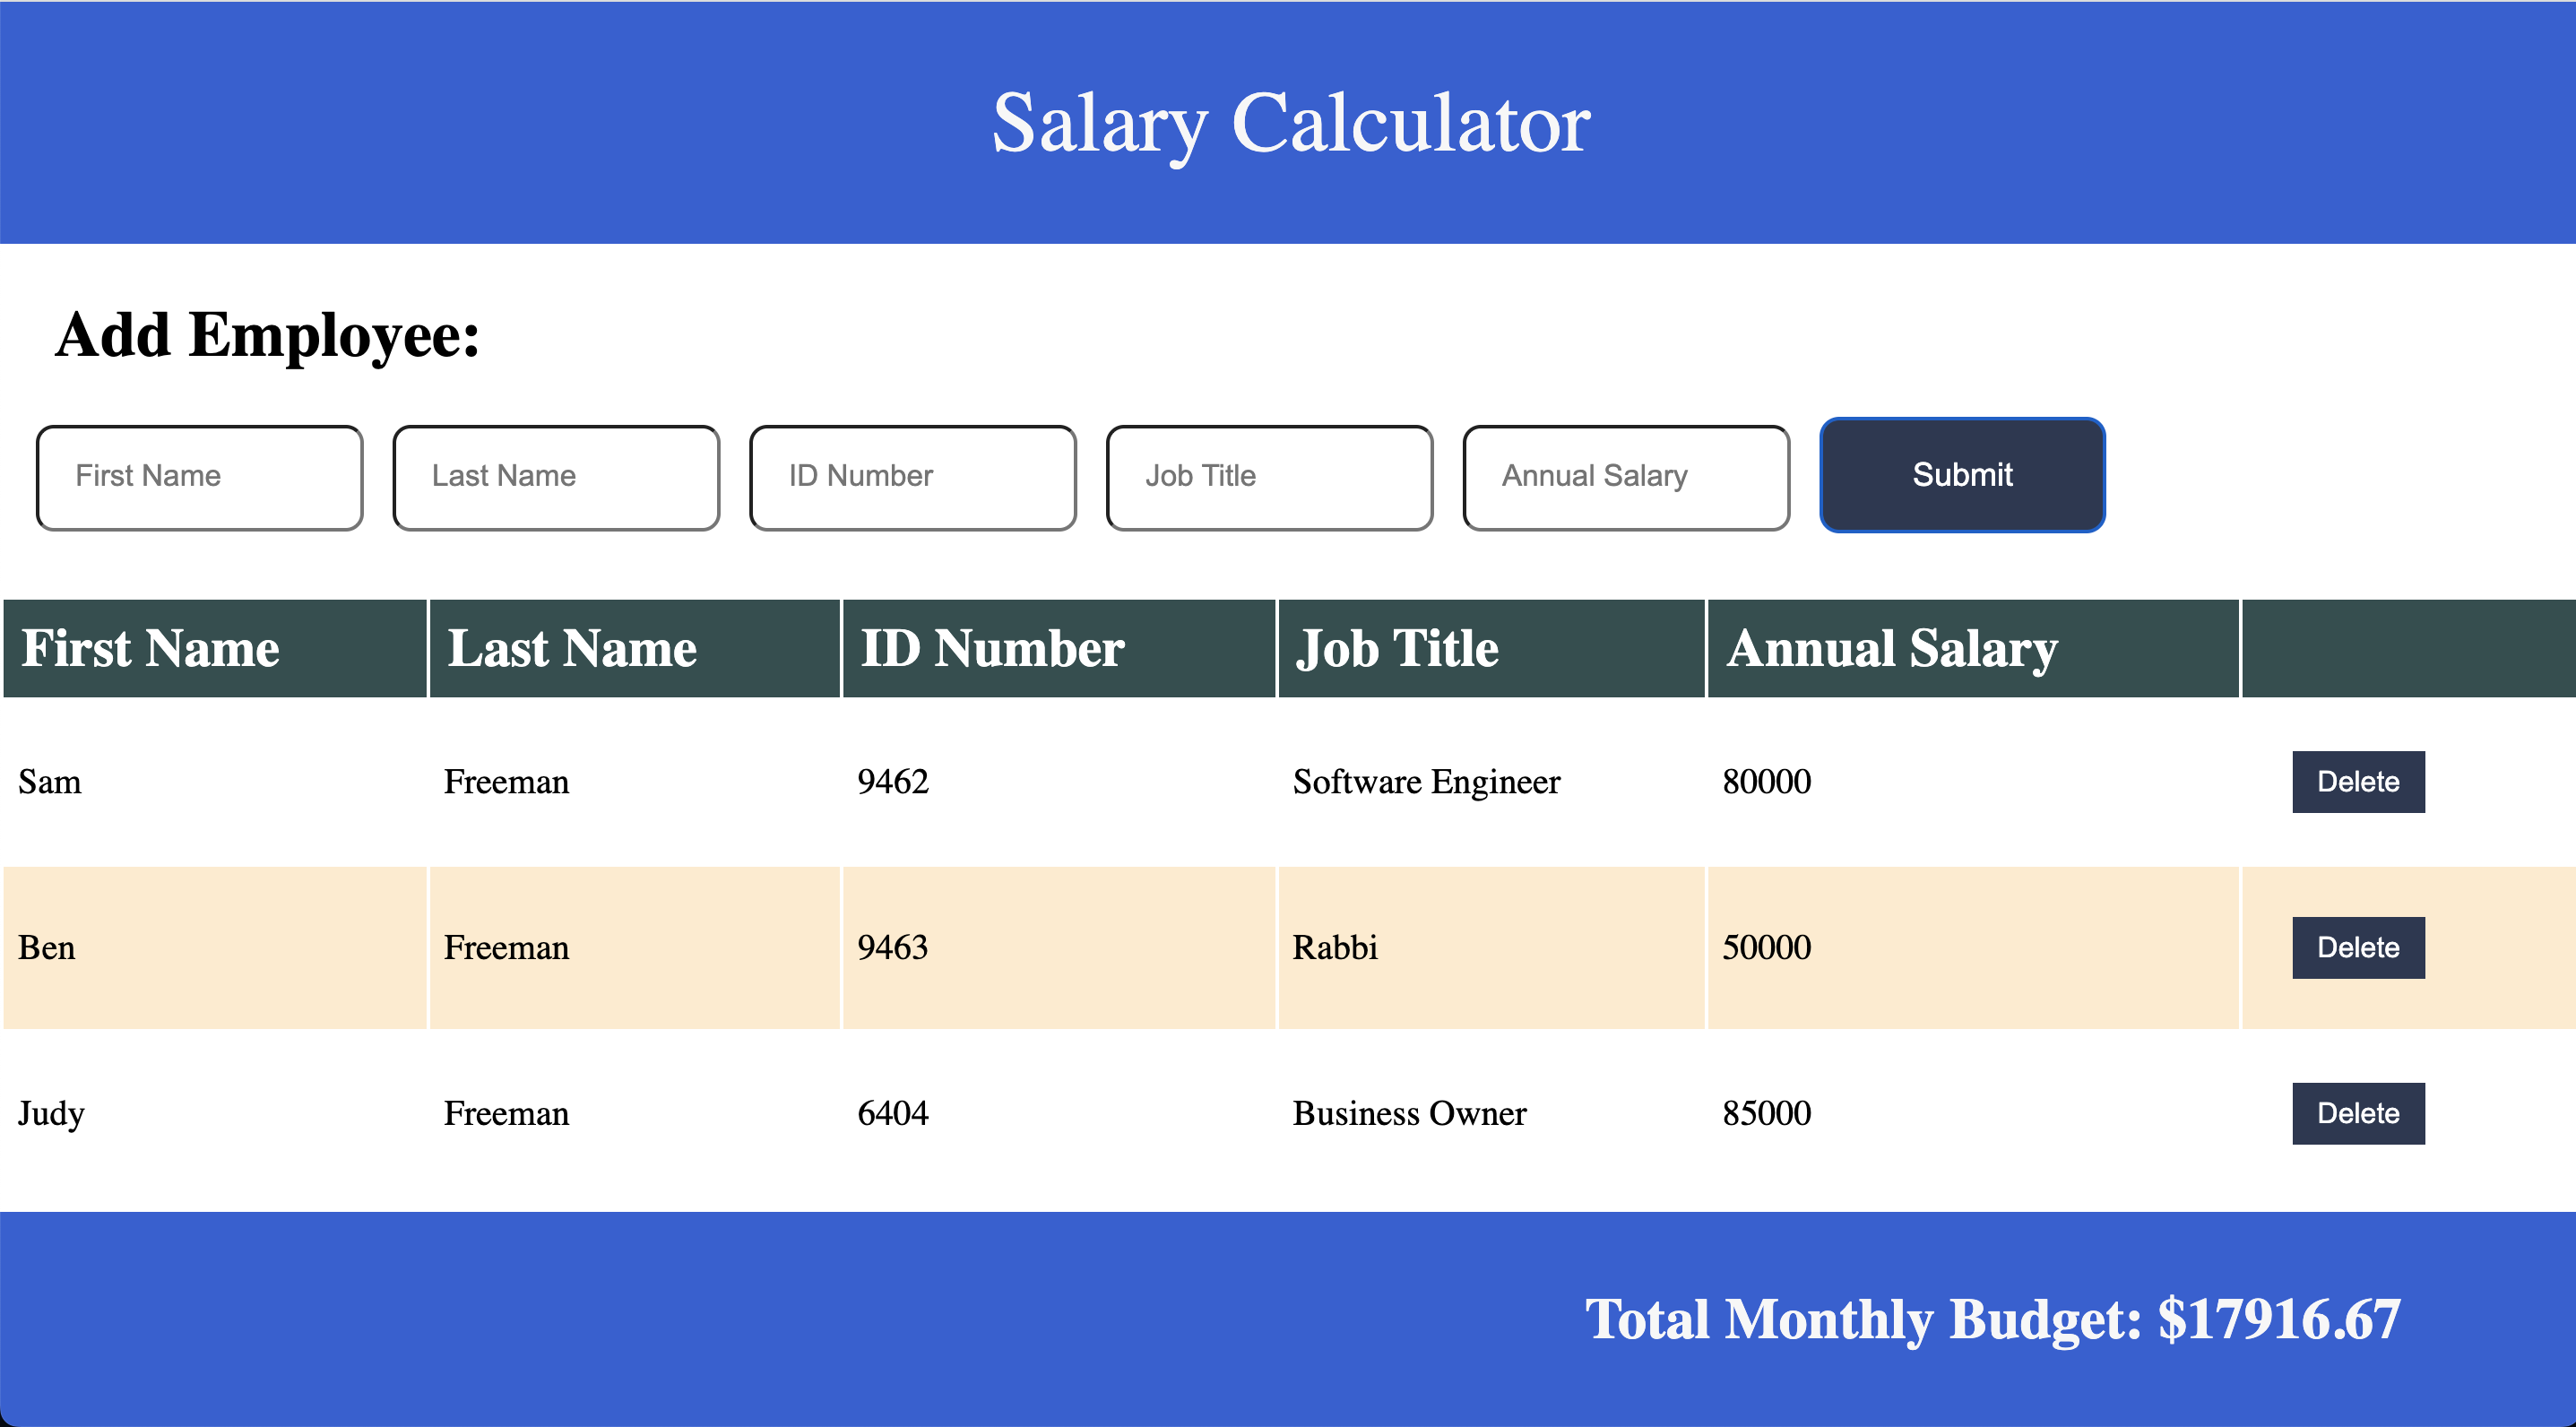 Salary Calculator
Add Employee:
First Name Last Name ID Number Job Title Annual Salary Submit
First Name Last Name ID Number Job Title Annual Salary
Sam Freeman 9462 Software Engineer 80000 Delete
Ben Freeman 9463 Rabbi 50000 Delete
Judy Freeman 6404 Business Owner 85000 Delete
Total Monthly Budget: $17916.67